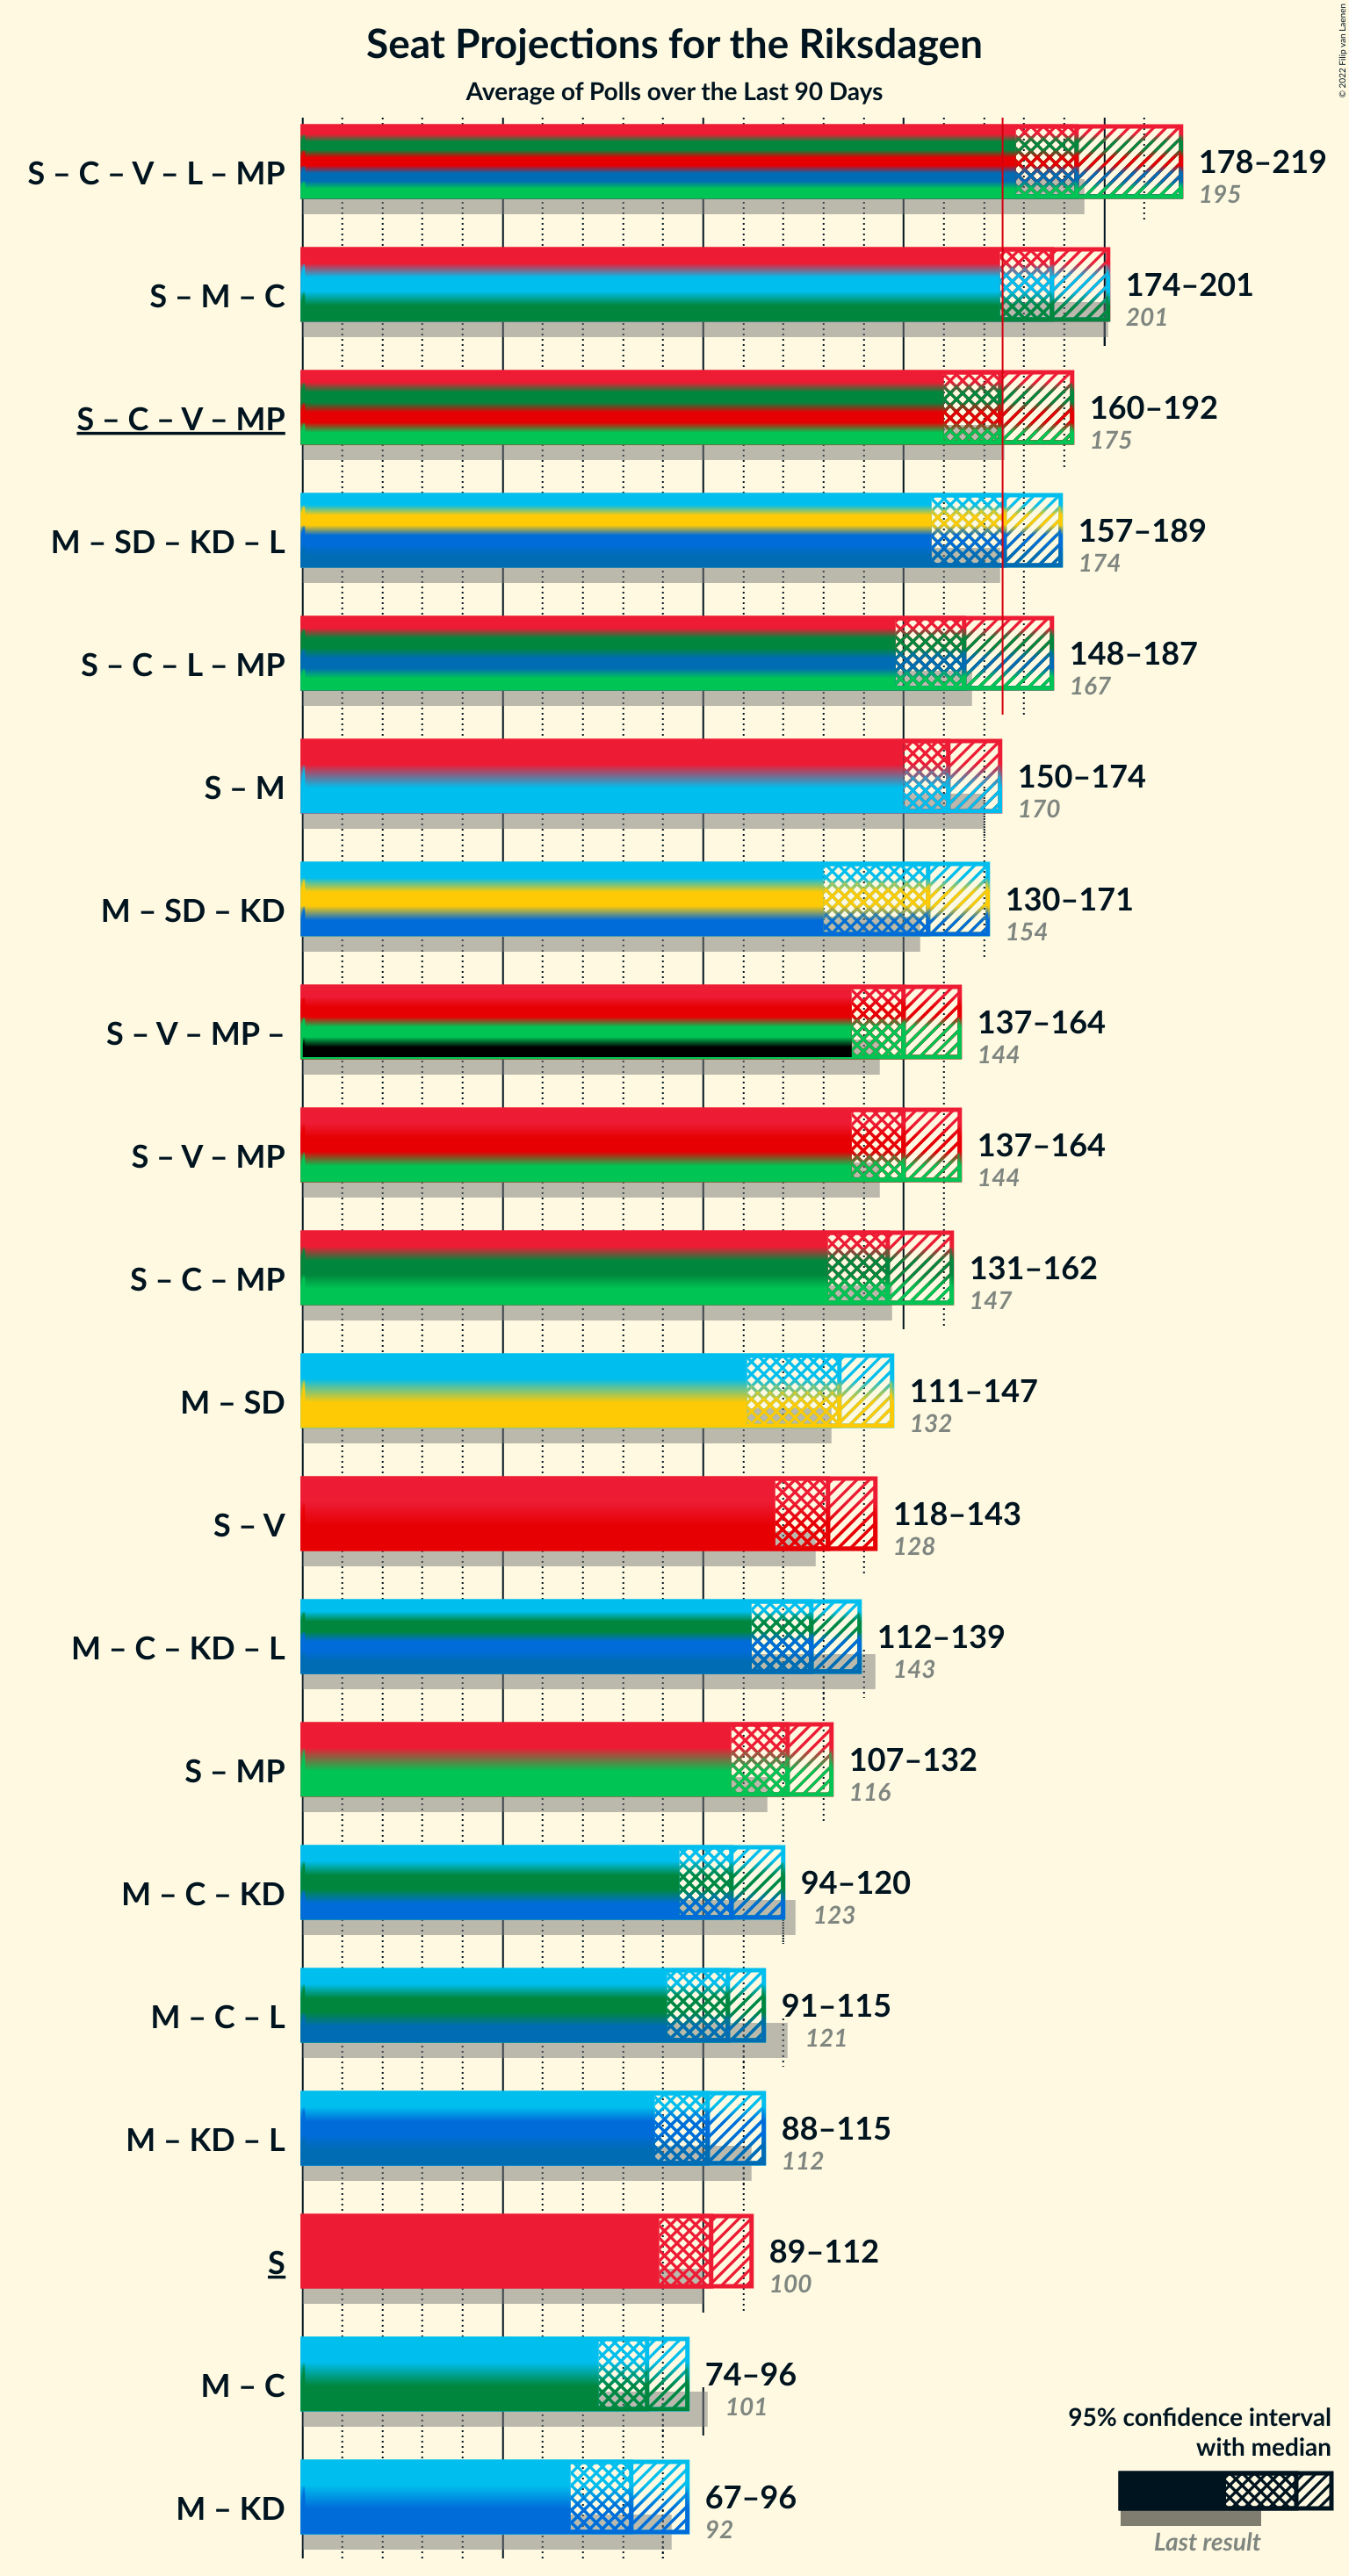 Seat Projections for the Riksdagen
Average of Polls over the Last 90 Days
© 2022 Filip van Laenen
S – C – V – L – MP
178–219
195
S – M – C
174–201
201
S – C – V – MP
160–192
175
M – SD – KD – L
157–189
174
S – C – L – MP
148–187
167
S – M
150–174
170
M – SD – KD
130–171
154
S – V – MP –
137–164
144
S – V – MP
137–164
144
S – C – MP
131–162
147
M – SD
111–147
132
S – V
118–143
128
M – C – KD – L
112–139
143
S – MP
107–132
116
M – C – KD
94–120
123
M – C – L
91–115
121
M – KD – L
88–115
112
S
89–112
100
M – C
74–96
101
M – KD
67–96
92
95% confidence interval
with median
Last result